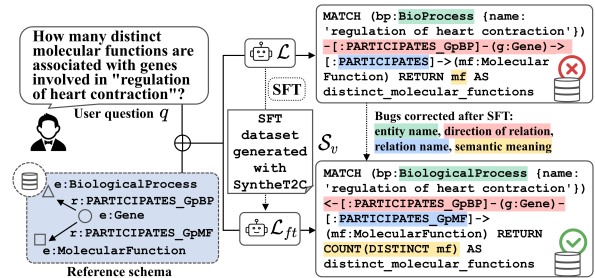 How many distinct
molecular functions are
associated with genes
involved in "regulation
of heart contraction"?
User question q
e:BiologicalProcess
r:PARTICIPATES_GpBP
e:Gene
r:PARTICIPATES_GpMF
e:MolecularFunction
Reference schema
L
SFT
SFT
dataset
generated
with
SyntheT2C
L_ft
S_v
MATCH (bp:BioProcess {name:
'regulation of heart contraction'})
-[:PARTICIPATES_GpBP]-(g:Gene)->
[:PARTICIPATES]->(mf:Molecular
Function) RETURN mf AS
distinct_molecular_functions
Bugs corrected after SFT:
entity name, direction of relation,
relation name, semantic meaning
MATCH (bp:BiologicalProcess {name:
'regulation of heart contraction'})
<-[:PARTICIPATES_GpBP]-(g:Gene)-
[:PARTICIPATES_GpMF]->
(mf:MolecularFunction) RETURN
COUNT(DISTINCT mf) AS
distinct_molecular_functions